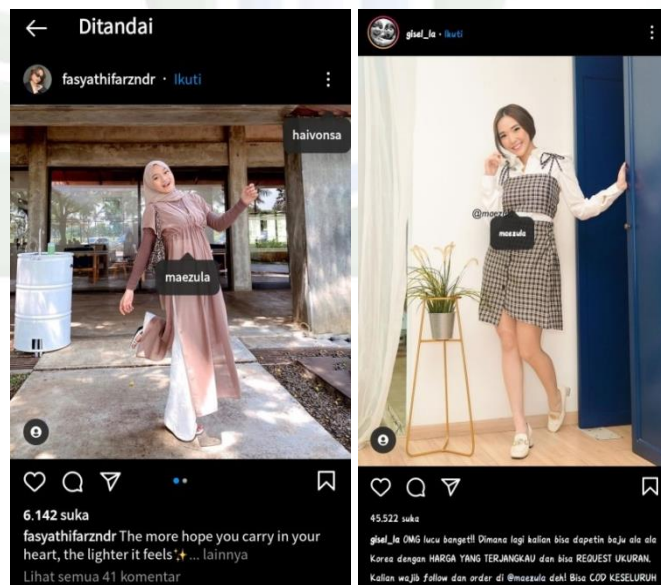 Ditandai
fasyathifarzndr · Ikuti
haivonsa
maezula
6.142 suka
fasyathifarzndr The more hope you carry in your
heart, the lighter it feels✨... lainnya
Lihat semua 41 komentar
gisel_la · Ikuti
@maezula
maezula
45.522 suka
gisel_la OMG lucu banget!! Dimana lagi kalian bisa dapetin baju ala ala
Korea dengan HARGA YANG TERJANGKAU dan bisa REQUEST UKURAN.
Kalian wajib follow dan order di @maezula deh! Bisa COD KESELURUH